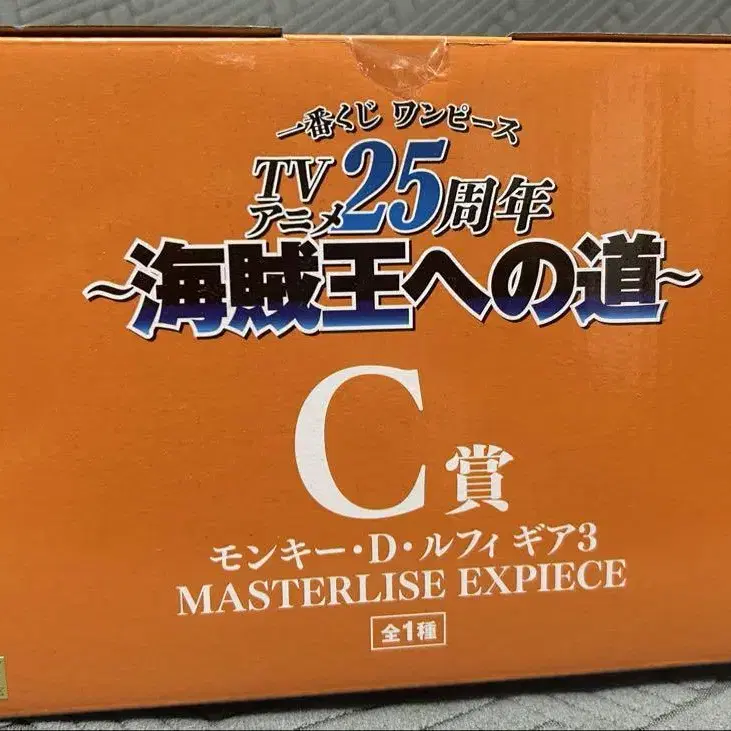 一番くじ ワンピース
TVアニメ25周年
~海賊王への道~
C賞
モンキー・D・ルフィ ギア3
MASTERLISE EXPIECE
全1種